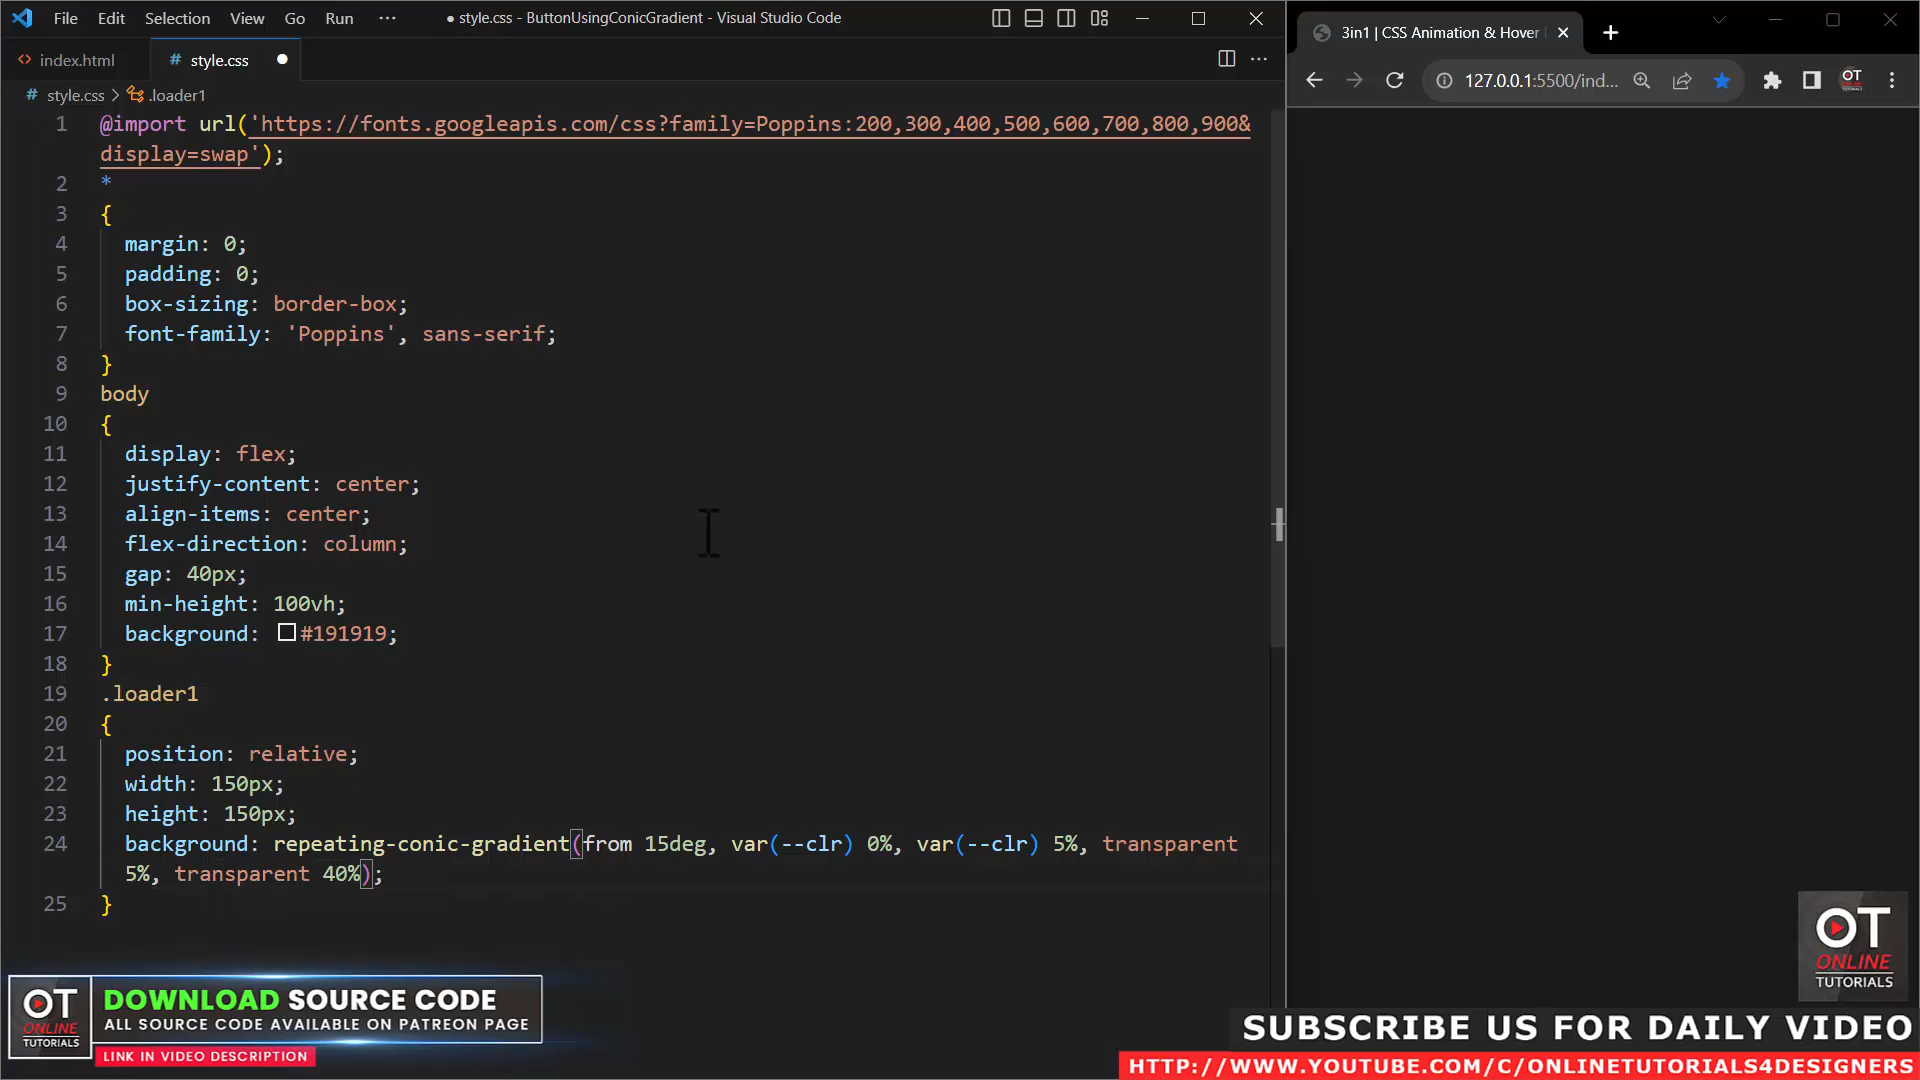 File Edit Selection View Go Run ···
● style.css - ButtonUsingConicGradient - Visual Studio Code
index.html
# style.css ●
# style.css > .loader1
1 @import url('https://fonts.googleapis.com/css?family=Poppins:200,300,400,500,600,700,800,900&
display=swap');
2 *
3 {
4 margin: 0;
5 padding: 0;
6 box-sizing: border-box;
7 font-family: 'Poppins', sans-serif;
8 }
9 body
10 {
11 display: flex;
12 justify-content: center;
13 align-items: center;
14 flex-direction: column;
15 gap: 40px;
16 min-height: 100vh;
17 background: #191919;
18 }
19 .loader1
20 {
21 position: relative;
22 width: 150px;
23 height: 150px;
24 background: repeating-conic-gradient(from 15deg, var(--clr) 0%, var(--clr) 5%, transparent
5%, transparent 40%);
25 }
3in1 | CSS Animation & Hover
127.0.0.1:5500/ind...
OT
OT
ONLINE
TUTORIALS
DOWNLOAD SOURCE CODE
ALL SOURCE CODE AVAILABLE ON PATREON PAGE
LINK IN VIDEO DESCRIPTION
OT
ONLINE
TUTORIALS
SUBSCRIBE US FOR DAILY VIDEO
HTTP://WWW.YOUTUBE.COM/C/ONLINETUTORIALS4DESIGNERS